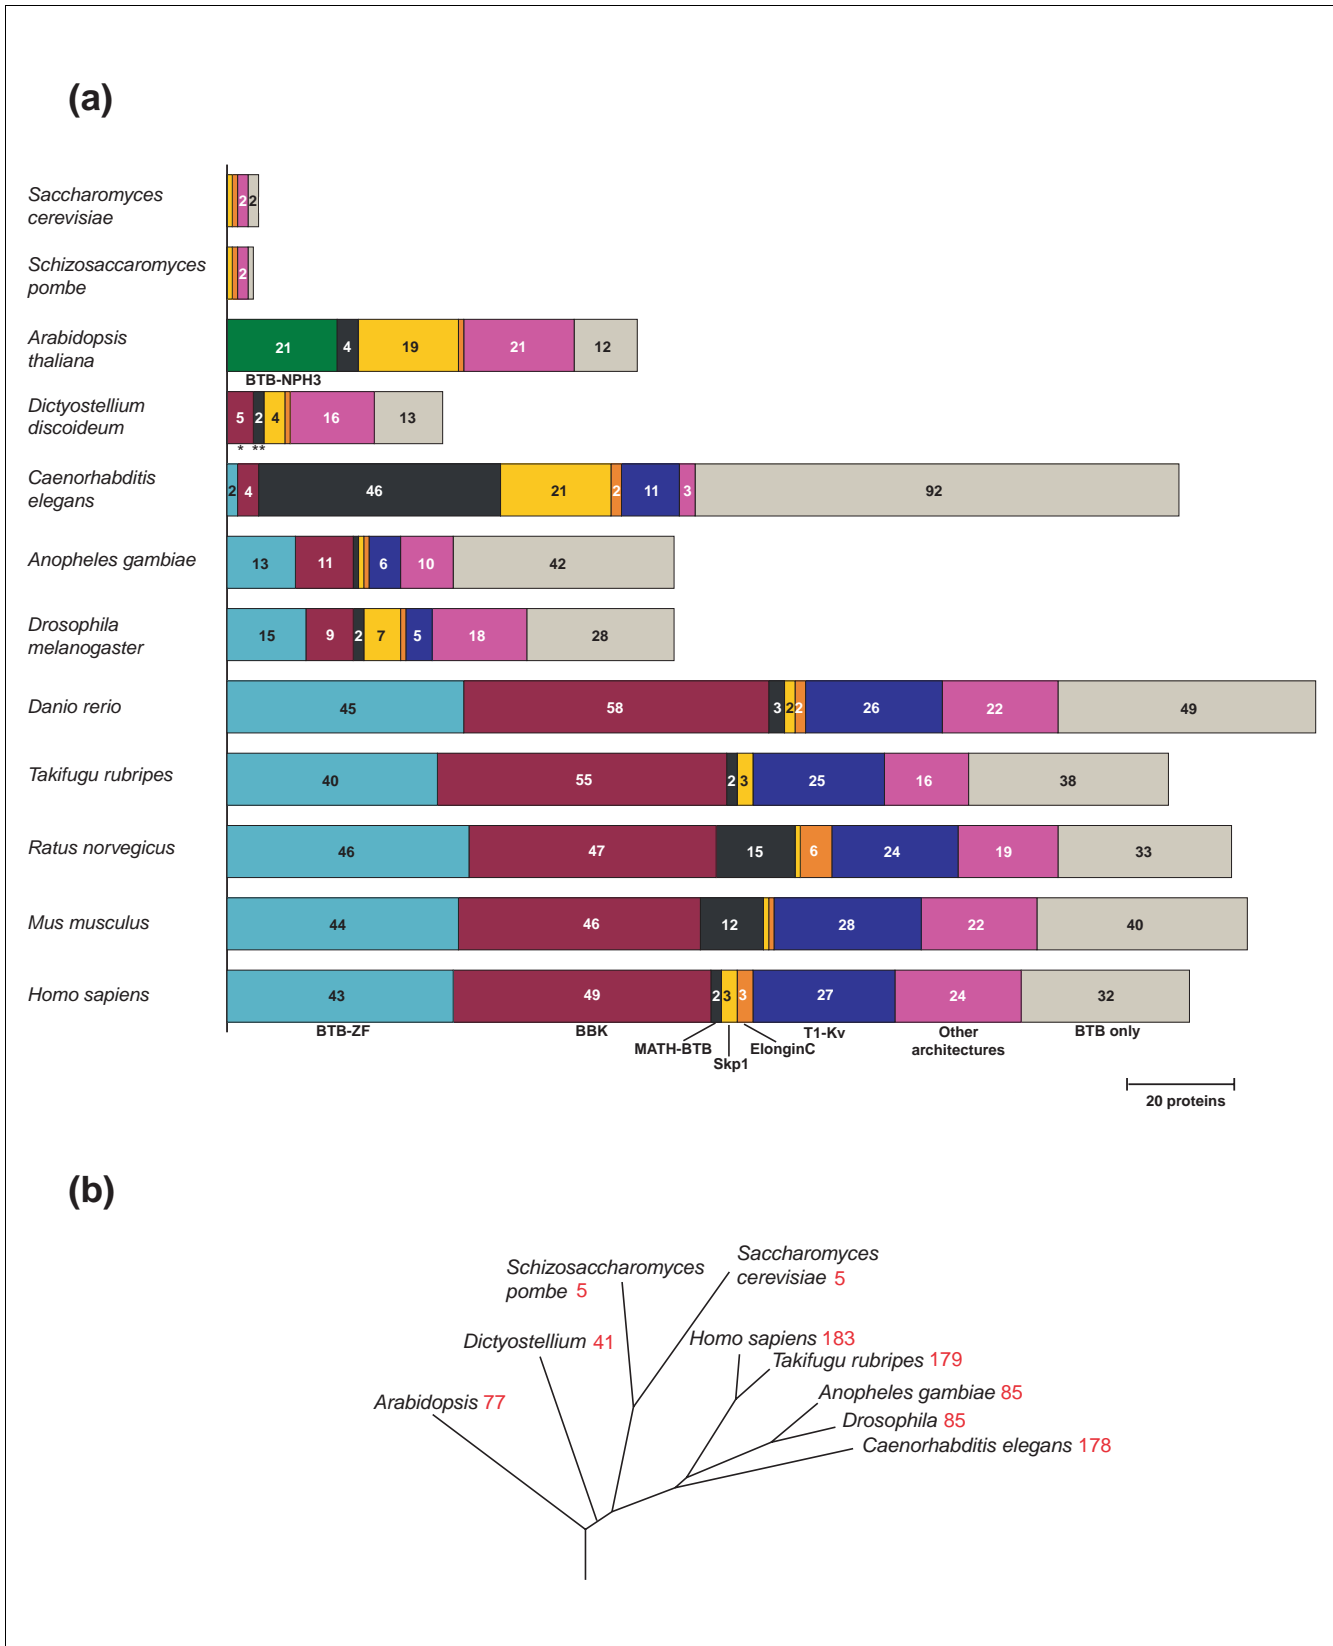 (a)
Saccharomyces
cerevisiae
2 2
Schizosaccaromyces
pombe
2
Arabidopsis
thaliana
21 4 19 21 12
BTB-NPH3
Dictyostellium
discoideum
5 2 4 16 13
* **
Caenorhabditis
elegans
2 4 46 21 2 11 3 92
Anopheles gambiae
13 11 6 10 42
Drosophila
melanogaster
15 9 2 7 5 18 28
Danio rerio
45 58 3 2 2 26 22 49
Takifugu rubripes
40 55 2 3 25 16 38
Ratus norvegicus
46 47 15 6 24 19 33
Mus musculus
44 46 12 28 22 40
Homo sapiens
43 49 2 3 3 27 24 32
BTB-ZF BBK T1-Kv Other BTB only
MATH-BTB ElonginC architectures
Skp1
20 proteins
(b)
Saccharomyces
cerevisiae 5
Schizosaccharomyces
pombe 5
Dictyostellium 41
Homo sapiens 183
Takifugu rubripes 179
Arabidopsis 77
Anopheles gambiae 85
Drosophila 85
Caenorhabditis elegans 178